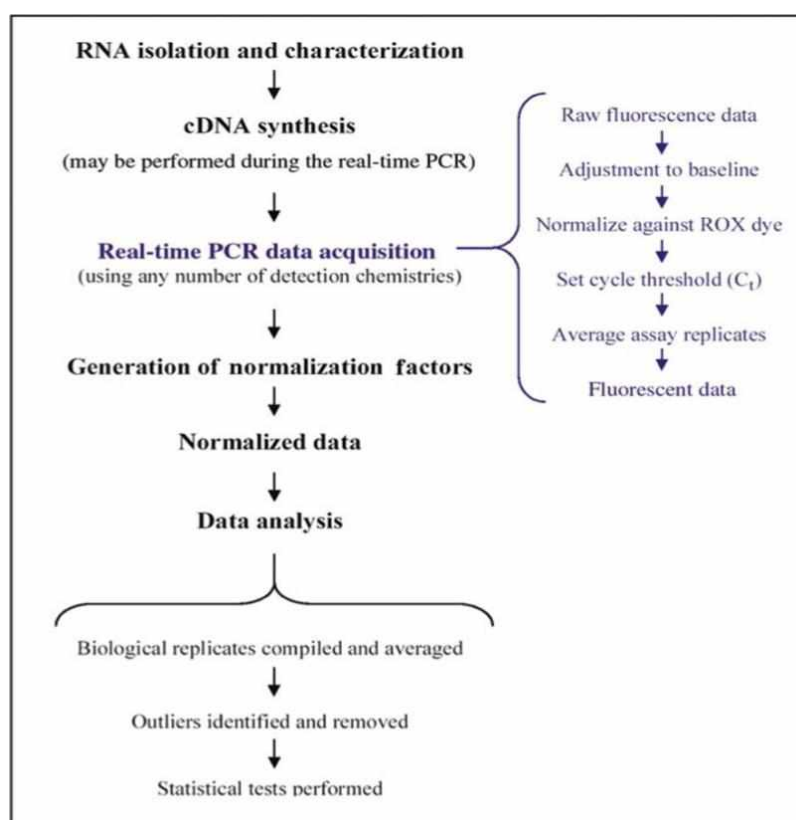 RNA isolation and characterization
cDNA synthesis
(may be performed during the real-time PCR)
Real-time PCR data acquisition
(using any number of detection chemistries)
Generation of normalization factors
Normalized data
Data analysis
Biological replicates compiled and averaged
Outliers identified and removed
Statistical tests performed
Raw fluorescence data
Adjustment to baseline
Normalize against ROX dye
Set cycle threshold (Ct)
Average assay replicates
Fluorescent data